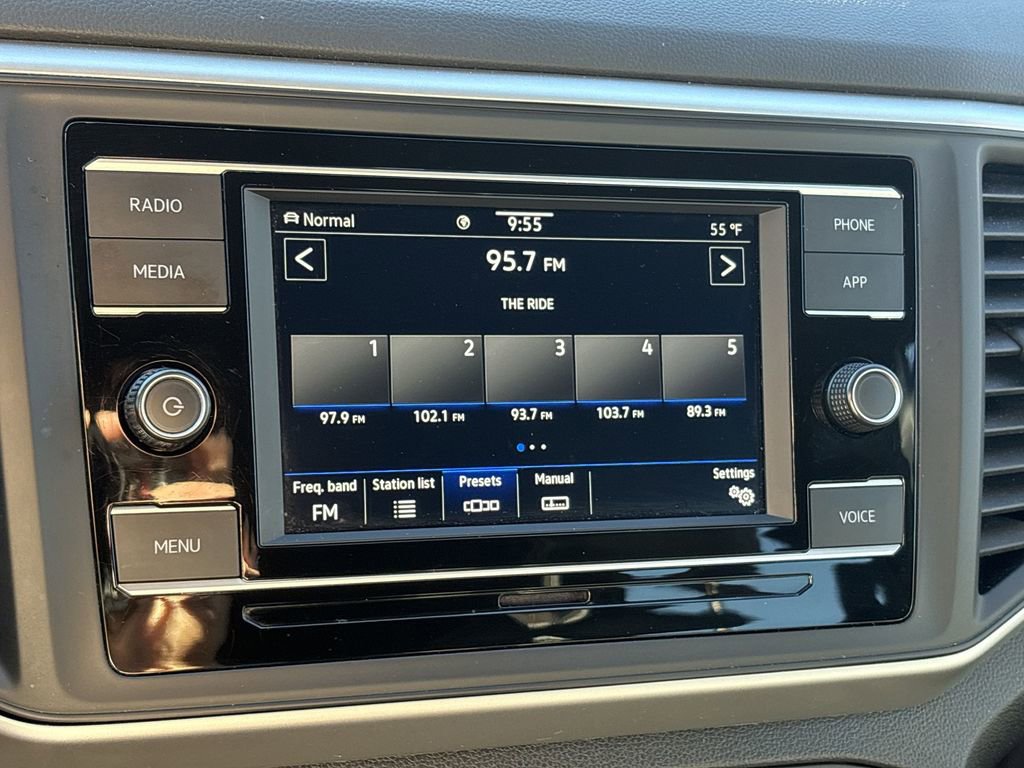 RADIO
MEDIA
MENU
Normal 9:55 55 °F
< 95.7 FM >
THE RIDE
1 2 3 4 5
97.9 FM 102.1 FM 93.7 FM 103.7 FM 89.3 FM
Freq. band Station list Presets Manual Settings
FM
PHONE
APP
VOICE